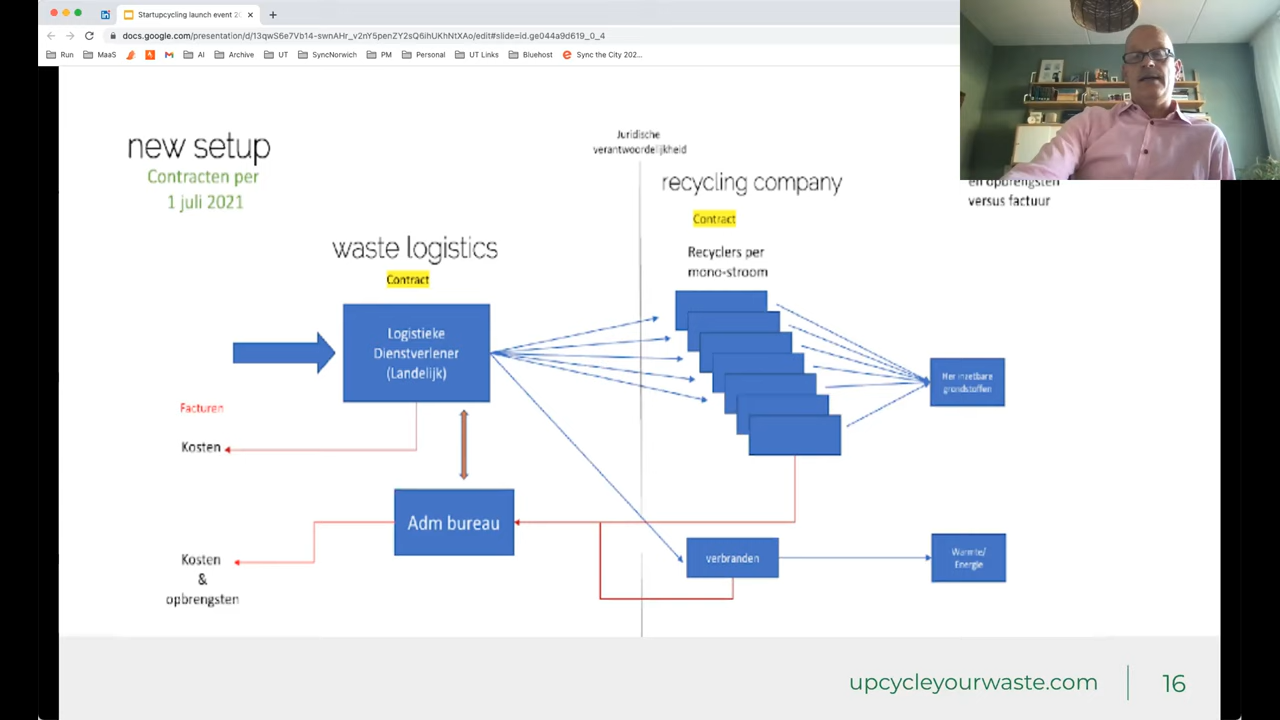 Startupcycling launch event 20
docs.google.com/presentation/d/13qwS6e7Vb14-swnAHr_v2nY5penZY2sQ6ihUKhNtXAo/edit#slide=id.ge044a9d619_0_4
Run MaaS AI Archive UT SyncNorwich PM Personal UT Links Bluehost Sync the City 202...
new setup
Contracten per
1 juli 2021
Juridische
verantwoordelijkheid
recycling company
Contract
Recyclers per
mono-stroom
en opbrengsten
versus factuur
waste logistics
Contract
Logistieke
Dienstverlener
(Landelijk)
Her inzetbare
grondstoffen
Facturen
Kosten
Adm bureau
Kosten
&
opbrengsten
verbranden
Warmte/
Energie
upcycleyourwaste.com
16